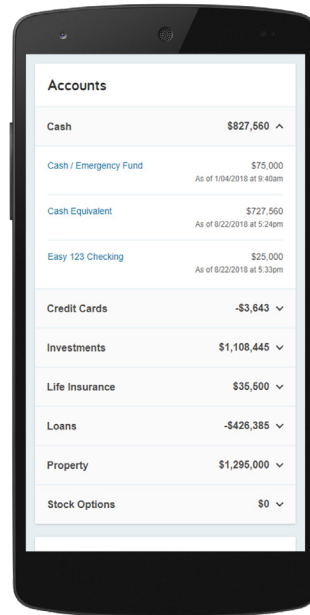 Accounts
Cash $827,560
Cash / Emergency Fund $75,000
As of 1/04/2018 at 9:40am
Cash Equivalent $727,560
As of 8/22/2018 at 5:24pm
Easy 123 Checking $25,000
As of 8/22/2018 at 5:33pm
Credit Cards -$3,643
Investments $1,108,445
Life Insurance $35,500
Loans -$426,385
Property $1,295,000
Stock Options $0